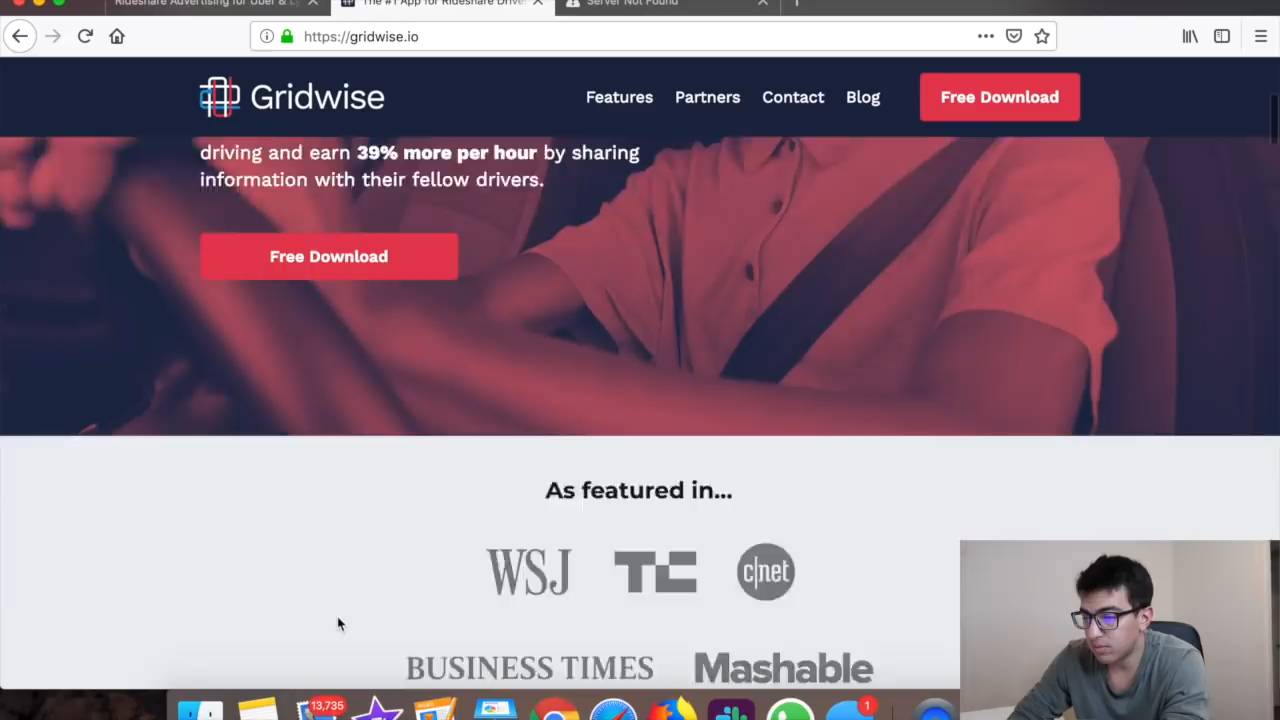 Rideshare Advertising for Uber & Ly
The #1 App for Rideshare Drive
Server Not Found
https://gridwise.io
Gridwise
Features
Partners
Contact
Blog
Free Download
driving and earn 39% more per hour by sharing
information with their fellow drivers.
Free Download
As featured in...
WSJ
TC
c|net
BUSINESS TIMES
Mashable
13,735
1